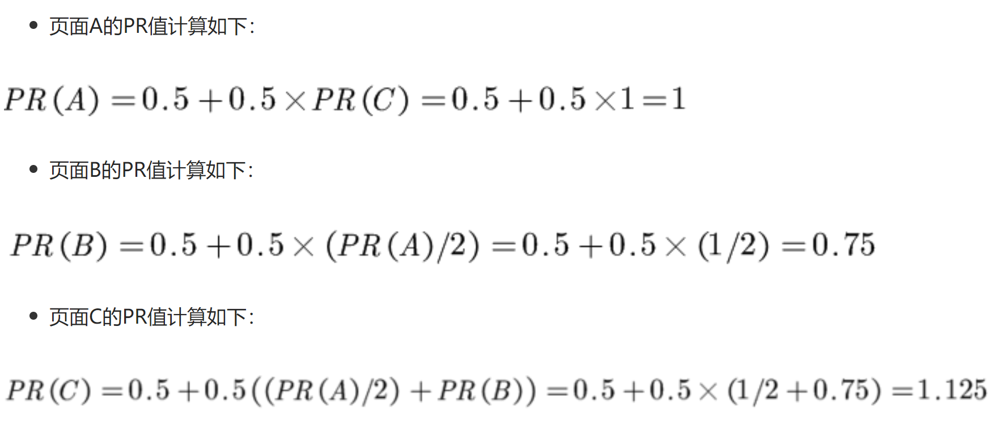 • 页面A的PR值计算如下：
PR(A)=0.5+0.5×PR(C)=0.5+0.5×1=1
• 页面B的PR值计算如下：
PR(B)=0.5+0.5×(PR(A)/2)=0.5+0.5×(1/2)=0.75
• 页面C的PR值计算如下：
PR(C)=0.5+0.5((PR(A)/2)+PR(B))=0.5+0.5×(1/2+0.75)=1.125